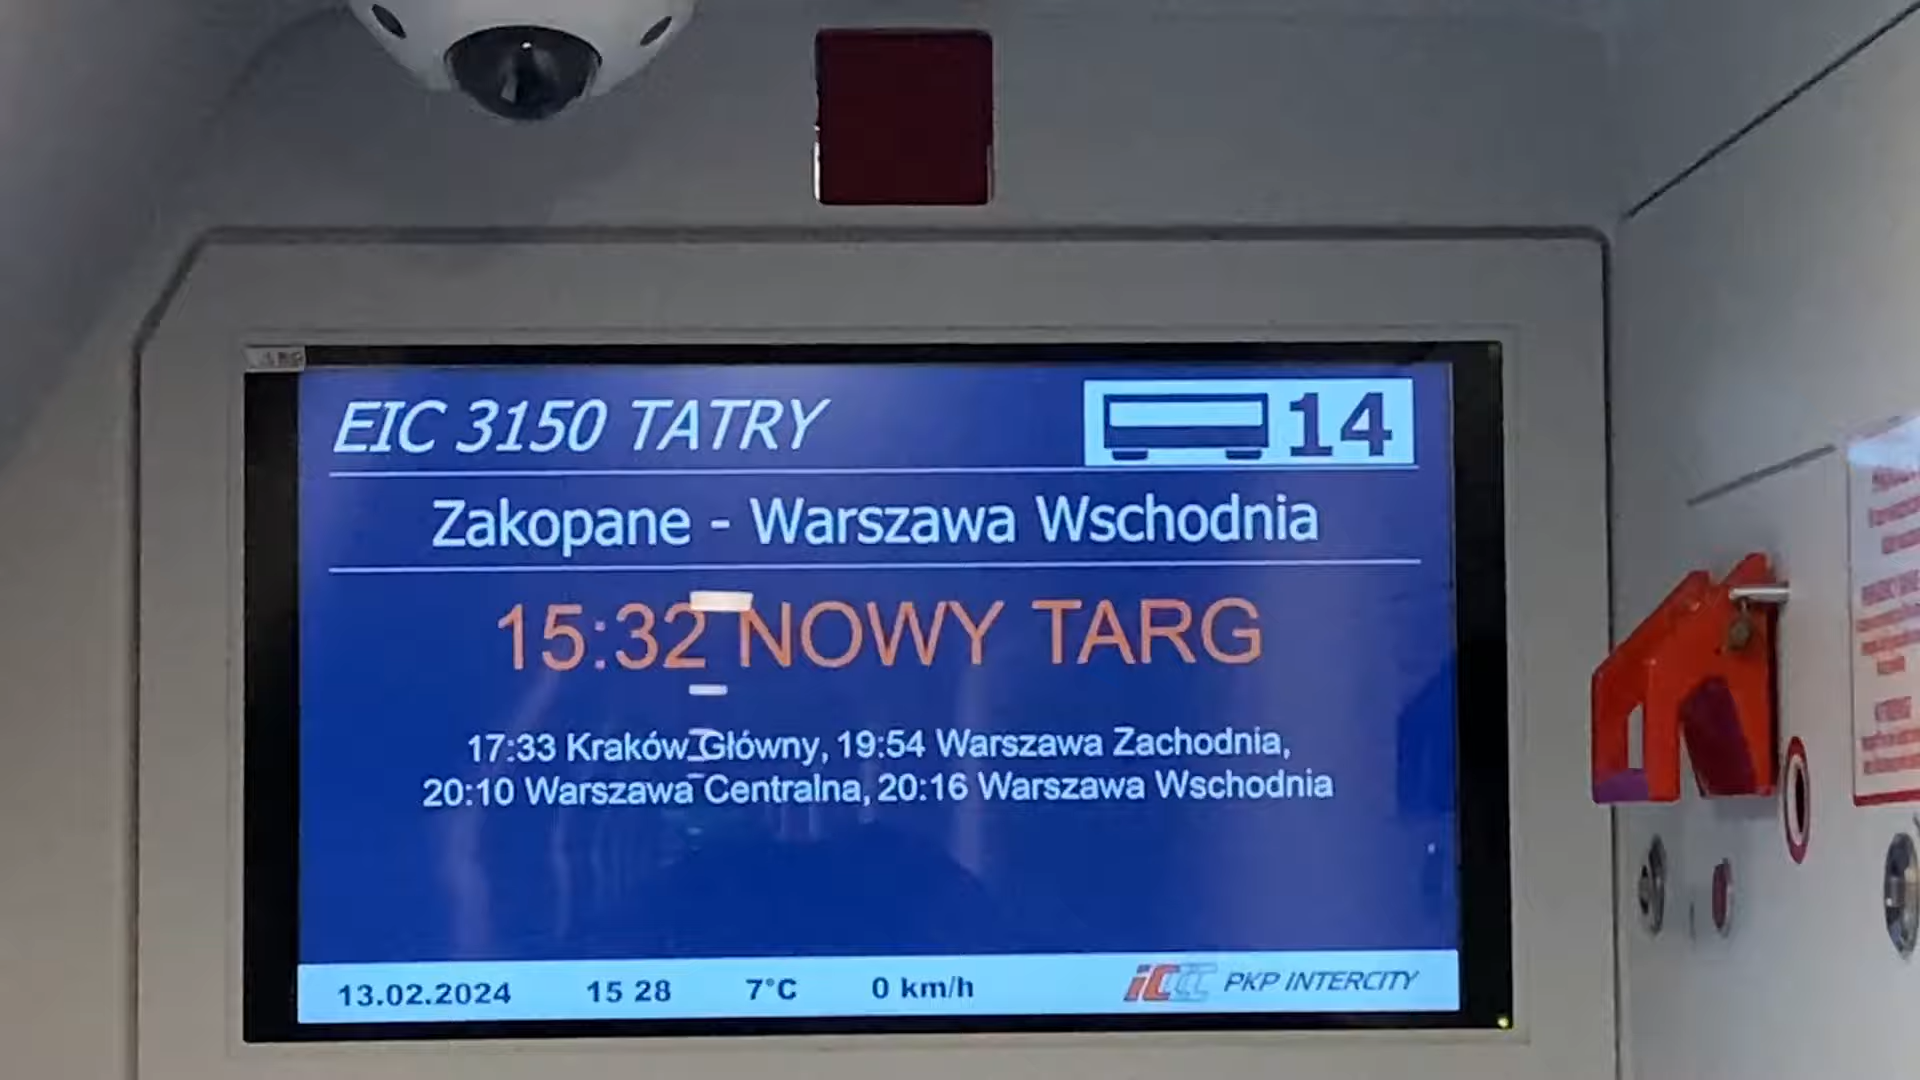 EIC 3150 TATRY
14
Zakopane - Warszawa Wschodnia
15:32 NOWY TARG
17:33 Kraków Główny, 19:54 Warszawa Zachodnia,
20:10 Warszawa Centralna, 20:16 Warszawa Wschodnia
13.02.2024 15 28 7°C 0 km/h PKP INTERCITY